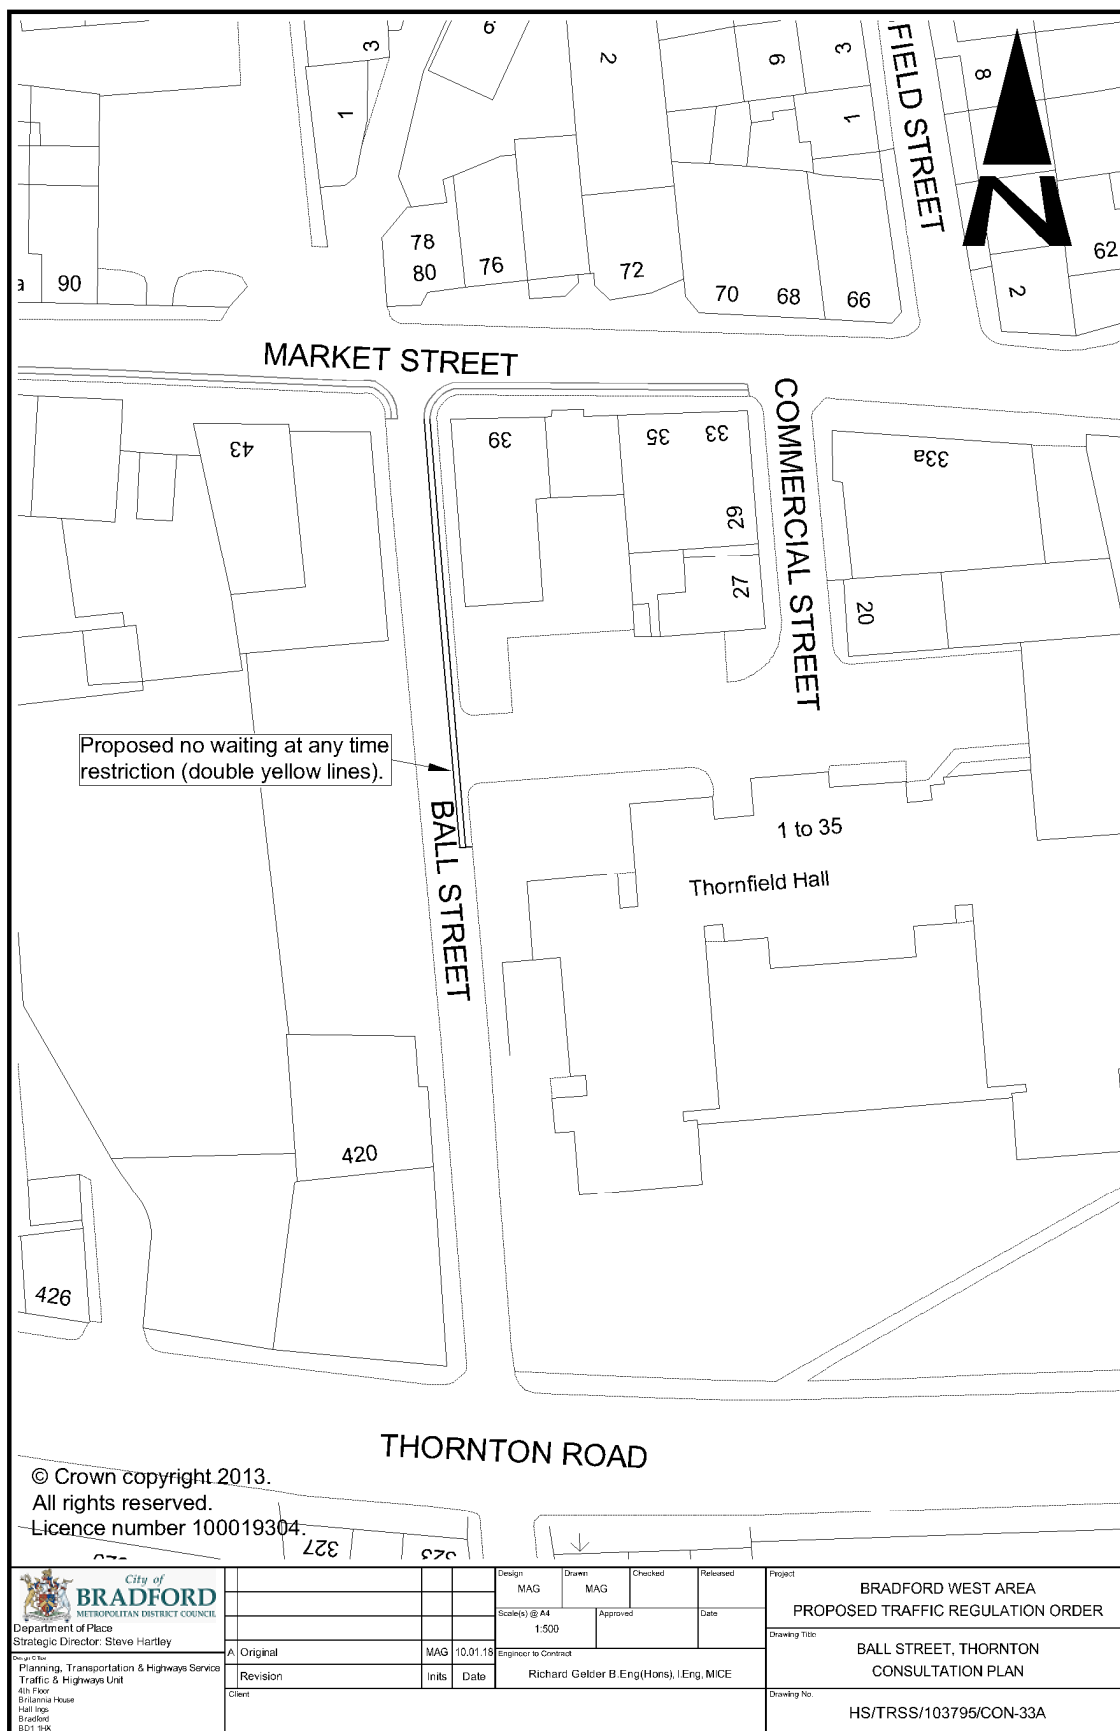 3
1
6
2
6
3
1
8
FIELD STREET
N
62
2
78
80
76
72
70
68
66
90
a
MARKET STREET
COMMERCIAL STREET
43
39
35
33
29
27
33a
20
Proposed no waiting at any time
restriction (double yellow lines).
BALL STREET
1 to 35
Thornfield Hall
420
426
THORNTON ROAD
© Crown copyright 2013.
All rights reserved.
Licence number 100019304.
327
323
City of
BRADFORD
METROPOLITAN DISTRICT COUNCIL
Department of Place
Strategic Director: Steve Hartley
Design Office
Planning, Transportation & Highways Service
Traffic & Highways Unit
4th Floor
Britannia House
Hall Ings
Bradford
BD1 1HX
A Original MAG 10.01.18
Revision Inits Date
Client
Design Drawn Checked Released
MAG MAG
Scale(s) @ A4 Approved Date
1:500
Engineer to Contract
Richard Gelder B.Eng(Hons), I.Eng, MICE
Project
BRADFORD WEST AREA
PROPOSED TRAFFIC REGULATION ORDER
Drawing Title
BALL STREET, THORNTON
CONSULTATION PLAN
Drawing No.
HS/TRSS/103795/CON-33A